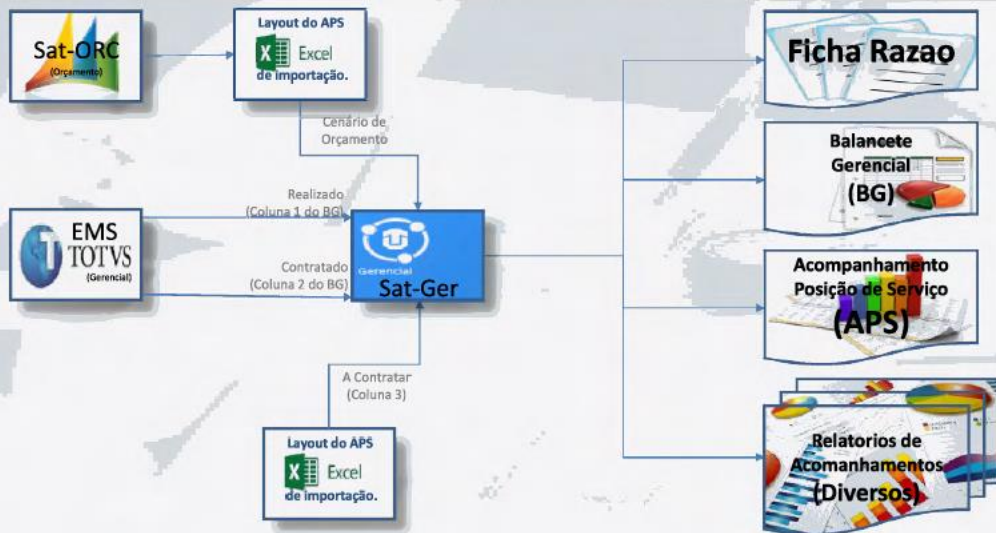 Sat-ORC
(Orçamento)
Layout do APS
Excel
de importação.
Cenário de
Orçamento
Realizado
(Coluna 1 do BG)
EMS
TOTVS
(Gerencial)
Contratado
(Coluna 2 do BG)
Gerencial
Sat-Ger
A Contratar
(Coluna 3)
Layout do APS
Excel
de importação.
Ficha Razao
Balancete
Gerencial
(BG)
Acompanhamento
Posição de Serviço
(APS)
Relatorios de
Acomanhamentos
(Diversos)